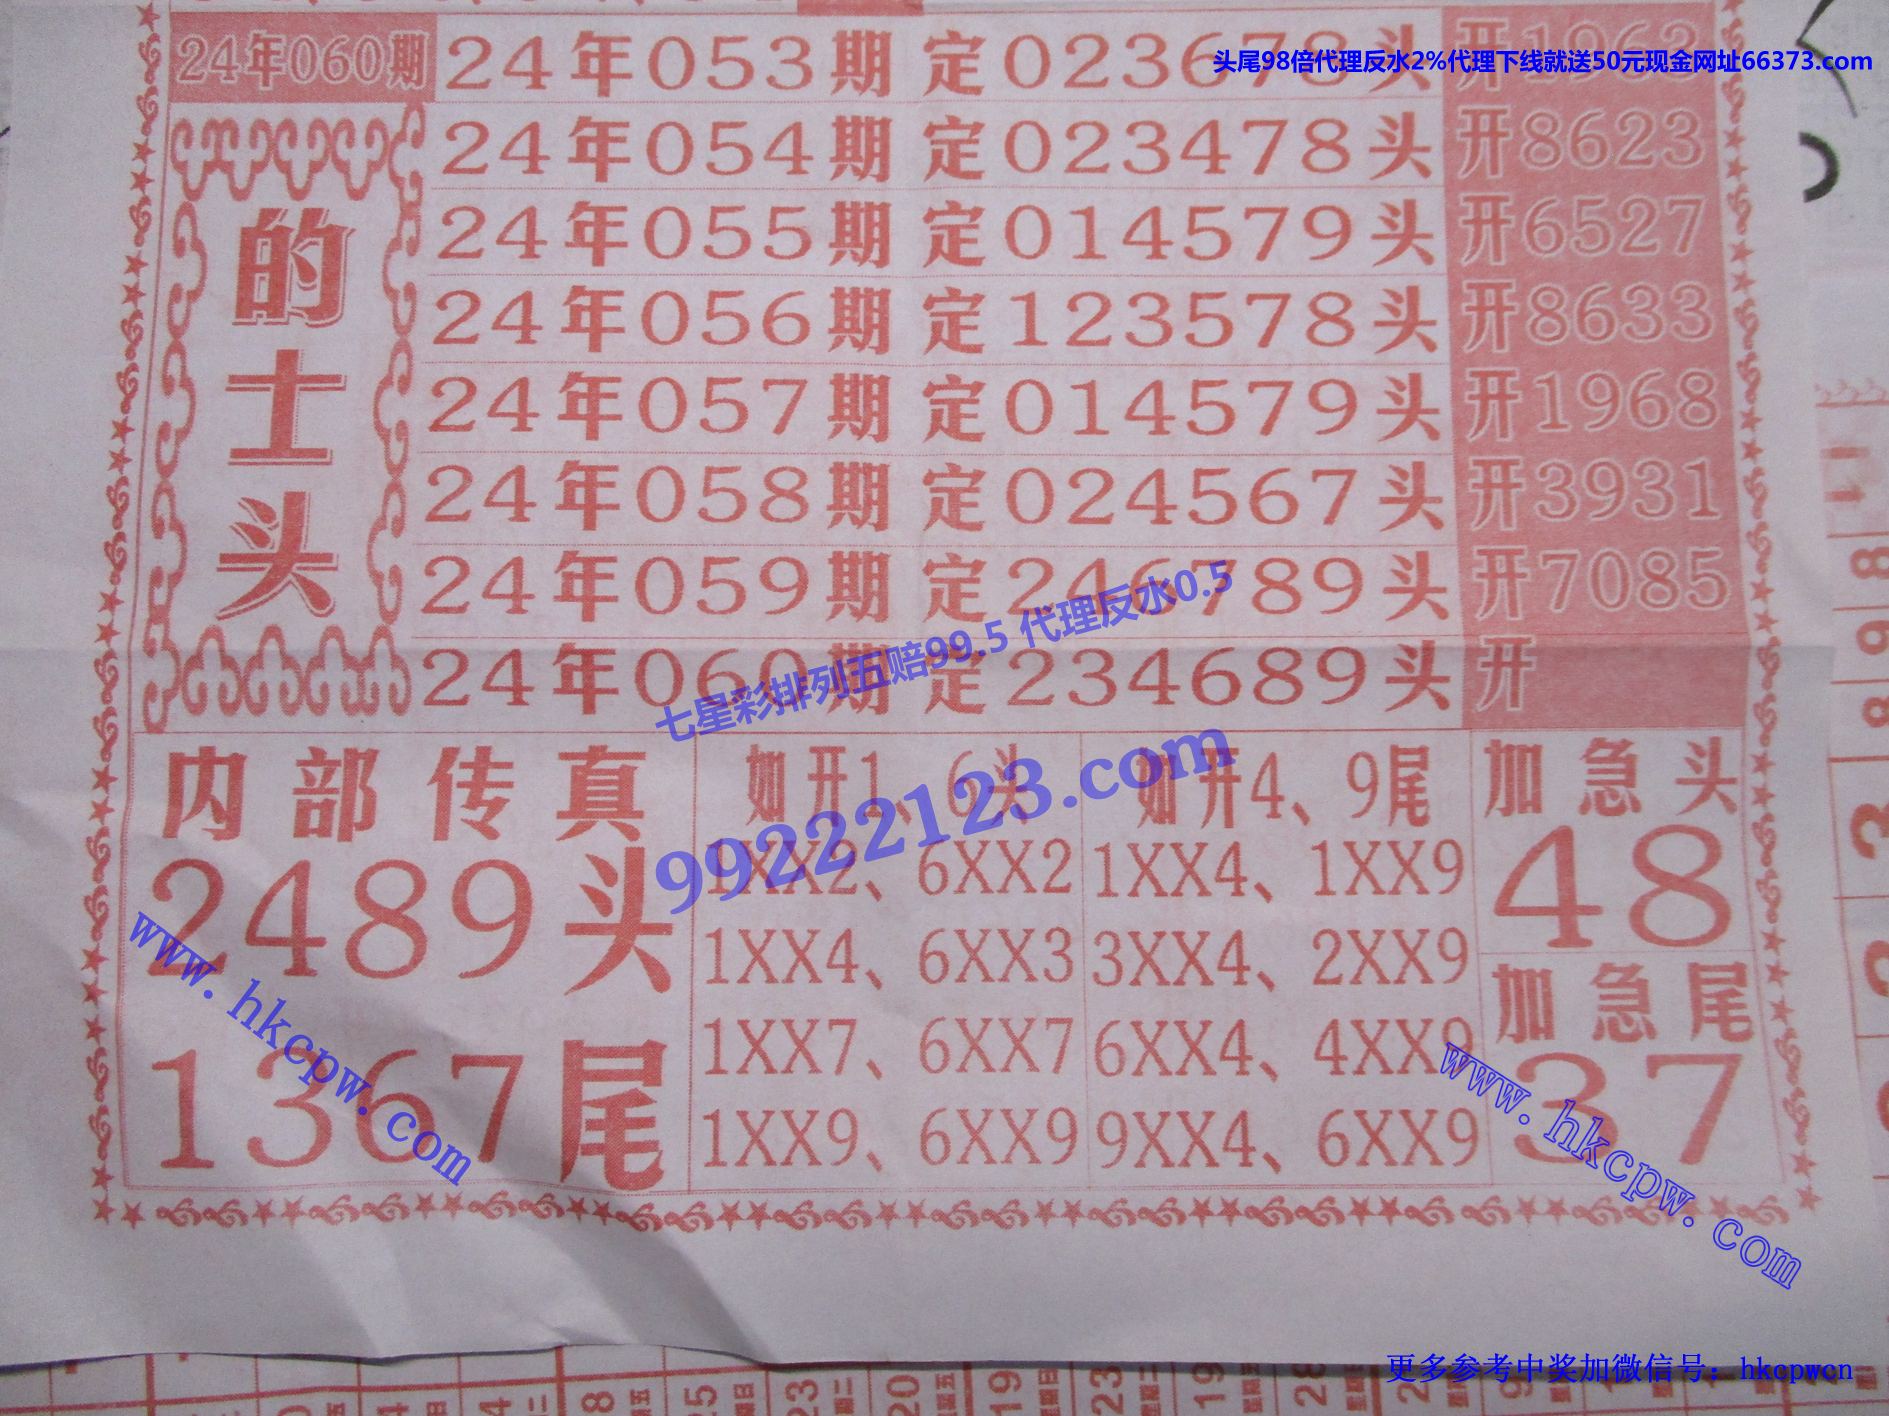 24年060期
的士头
24年053期 定023678头 开1963
24年054期 定023478头 开8623
24年055期 定014579头 开6527
24年056期 定123578头 开8633
24年057期 定014579头 开1968
24年058期 定024567头 开3931
24年059期 定246789头 开7085
24年060期 定234689头 开
内部传真
2489头
1367尾
如开1、6头
1XX2、6XX2
1XX4、6XX3
1XX7、6XX7
1XX9、6XX9
如开4、9尾
1XX4、1XX9
3XX4、2XX9
6XX4、4XX9
9XX4、6XX9
加急头
48
加急尾
37
头尾98倍代理反水2%代理下线就送50元现金网址66373.com
七星彩排列五赔99.5 代理反水0.5
99222123.com
www.hkcpw.com
www.hkcpw.com
更多参考中奖加微信号：hkcpwcn